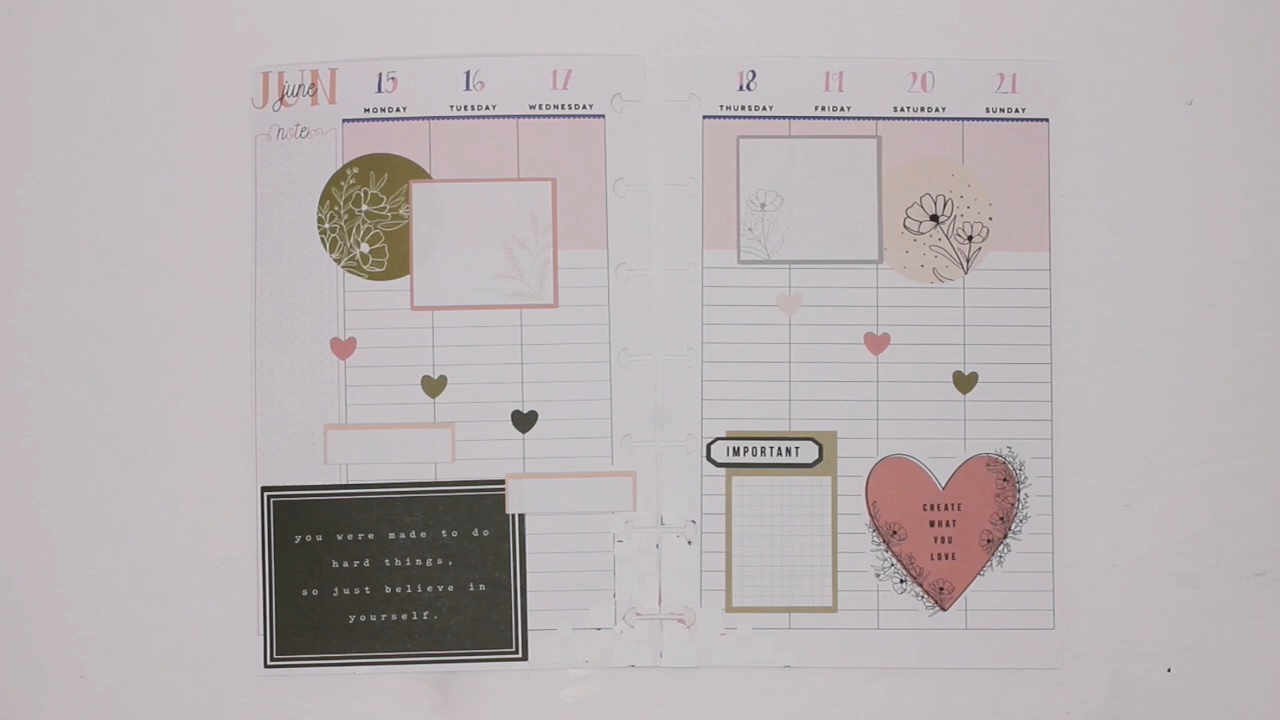 JUN
june
15 16 17 18 19 20 21
MONDAY TUESDAY WEDNESDAY THURSDAY FRIDAY SATURDAY SUNDAY
notes
IMPORTANT
you were made to do
hard things,
so just believe in
yourself.
CREATE
WHAT
YOU
LOVE